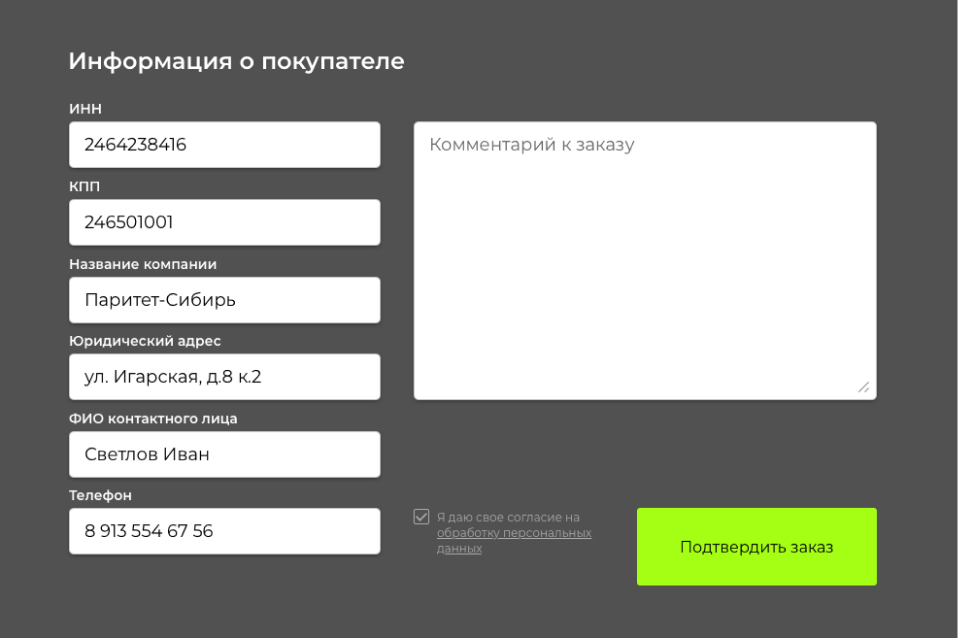 Информация о покупателе
ИНН
2464238416
КПП
246501001
Название компании
Паритет-Сибирь
Юридический адрес
ул. Игарская, д.8 к.2
ФИО контактного лица
Светлов Иван
Телефон
8 913 554 67 56
Комментарий к заказу
Я даю свое согласие на
обработку персональных
данных
Подтвердить заказ